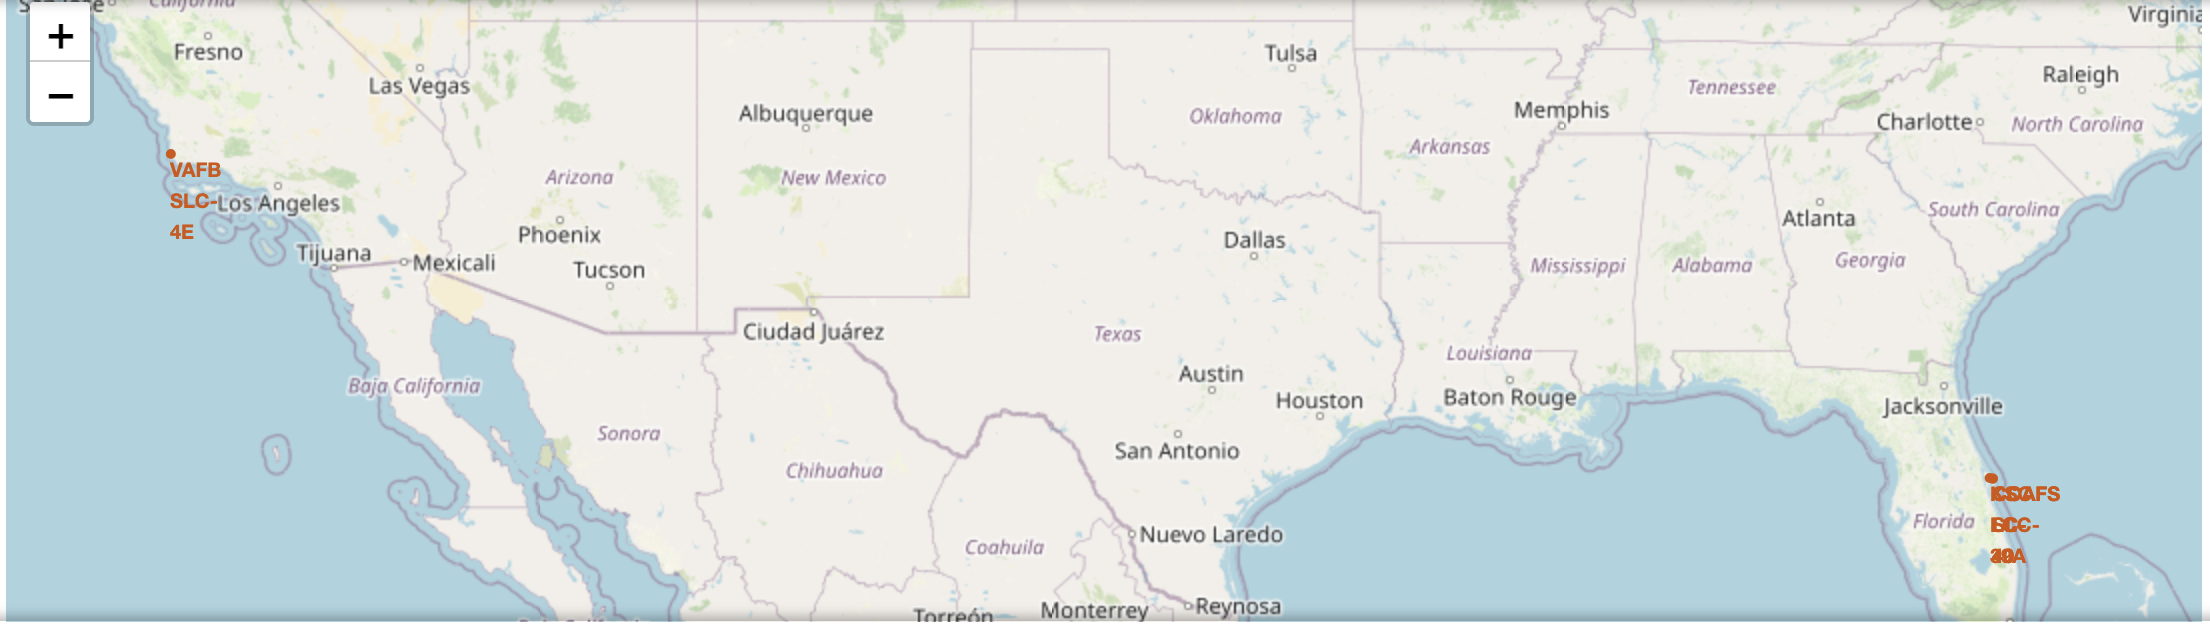 California
+
Fresno
Las Vegas
−
VAFB
SLC-
4E
Los Angeles
Tijuana
Mexicali
Arizona
Phoenix
Tucson
Albuquerque
New Mexico
Ciudad Juárez
Baja California
Sonora
Chihuahua
Coahuila
Torreón
Monterrey
Nuevo Laredo
Reynosa
Tulsa
Oklahoma
Dallas
Texas
Austin
Houston
San Antonio
Arkansas
Memphis
Tennessee
Mississippi
Alabama
Louisiana
Baton Rouge
Virginia
Raleigh
Charlotte
North Carolina
South Carolina
Atlanta
Georgia
Jacksonville
Florida